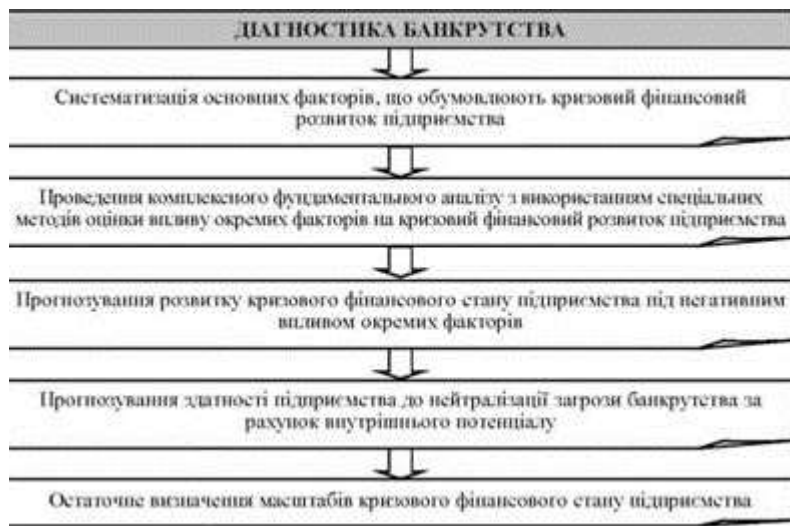 ДІАГНОСТИКА БАНКРУТСТВА
Систематизація основних факторів, що обумовлюють кризовий фінансовий
розвиток підприємства
Проведення комплексного фундаментального аналізу з використанням спеціальних
методів оцінки впливу окремих факторів на кризовий фінансовий розвиток підприємства
Прогнозування розвитку кризового фінансового стану підприємства під негативним
впливом окремих факторів
Прогнозування здатності підприємства до нейтралізації загрози банкрутства за
рахунок внутрішнього потенціалу
Остаточне визначення масштабів кризового фінансового стану підприємства